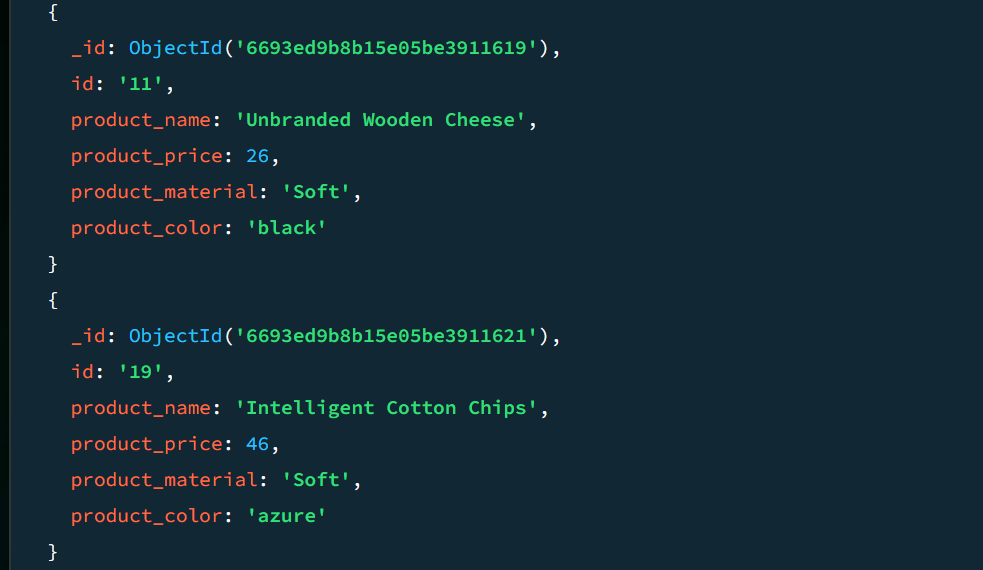 {
_id: ObjectId('6693ed9b8b15e05be3911619'),
id: '11',
product_name: 'Unbranded Wooden Cheese',
product_price: 26,
product_material: 'Soft',
product_color: 'black'
}
{
_id: ObjectId('6693ed9b8b15e05be3911621'),
id: '19',
product_name: 'Intelligent Cotton Chips',
product_price: 46,
product_material: 'Soft',
product_color: 'azure'
}